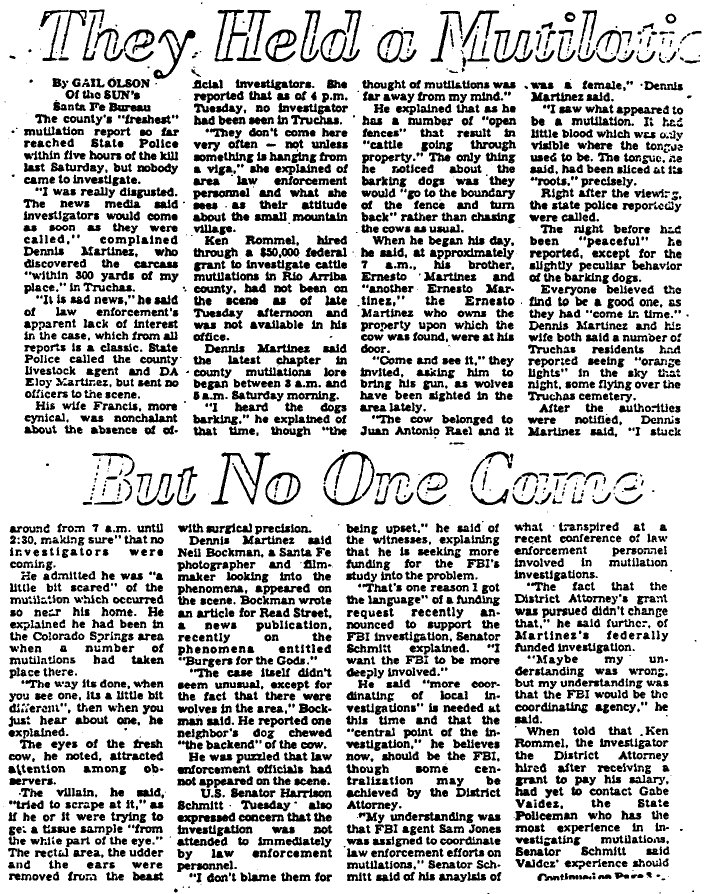 They Held a Mutilatic
By GAIL OLSON
Of the SUN's
Santa Fe Bureau
The county's "freshest"
mutilation report so far
reached State Police
within five hours of the kill
last Saturday, but nobody
came to investigate.
"I was really disgusted.
The news media said
investigators would come
as soon as they were
called," complained
Dennis Martinez, who
discovered the carcass
"within 300 yards of my
place," in Truchas.
"It is sad news," he said
of law enforcement's
apparent lack of interest
in the case, which from all
reports is a classic. State
Police called the county
livestock agent and DA
Eloy Martinez, but sent no
officers to the scene.
His wife Francis, more
cynical, was nonchalant
about the absence of of-
ficial investigators. She
reported that as of 4 p.m.
Tuesday, no investigator
had been seen in Truchas.
"They don't come here
very often — not unless
something is hanging from
a viga," she explained of
area law enforcement
personnel and what she
sees as their attitude
about the small mountain
village.
Ken Rommel, hired
through a $50,000 federal
grant to investigate cattle
mutilations in Rio Arriba
county, had not been on
the scene as of late
Tuesday afternoon and
was not available in his
office.
Dennis Martinez said
the latest chapter in
county mutilations lore
began between 3 a.m. and
5 a.m. Saturday morning.
"I heard the dogs
barking," he explained of
that time, though "the
thought of mutilations was
far away from my mind."
He explained that as he
has a number of "open
fences" that result in
"cattle going through
property." The only thing
he noticed about the
barking dogs was they
would "go to the boundary
of the fence and turn
back" rather than chasing
the cows as usual.
When he began his day,
he said, at approximately
7 a.m., his brother,
Ernesto Martinez and
"another Ernesto Mar-
tinez," the Ernesto
Martinez who owns the
property upon which the
cow was found, were at his
door.
"Come and see it," they
invited, asking him to
bring his gun, as wolves
have been sighted in the
area lately.
"The cow belonged to
Juan Antonio Rael and it
was a female," Dennis
Martinez said.
"I saw what appeared to
be a mutilation. It had
little blood which was only
visible where the tongue
used to be. The tongue, he
said, had been sliced at its
"roots," precisely.
Right after the viewing,
the state police reportedly
were called.
The night before had
been "peaceful" he
reported, except for the
slightly peculiar behavior
of the barking dogs.
Everyone believed the
find to be a good one, as
they had "come in time."
Dennis Martinez and his
wife both said a number of
Truchas residents had
reported seeing "orange
lights" in the sky that
night, some flying over the
Truchas cemetery.
After the authorities
were notified, Dennis
Martinez said, "I stuck
But No One Came
around from 7 a.m. until
2:30, making sure" that no
investigators were
coming.
He admitted he was "a
little bit scared" of the
mutilation which occurred
so near his home. He
explained he had been in
the Colorado Springs area
when a number of
mutilations had taken
place there.
"The way its done, when
you see one, its a little bit
different", then when you
just hear about one, he
explained.
The eyes of the fresh
cow, he noted, attracted
attention among ob-
servers.
The villain, he said,
"tried to scrape at it," as
if he or it were trying to
get a tissue sample "from
the white part of the eye."
The rectal area, the udder
and the ears were
removed from the beast
with surgical precision.
Dennis Martinez said
Neil Bockman, a Santa Fe
photographer and film-
maker looking into the
phenomena, appeared on
the scene. Bockman wrote
an article for Read Street,
a news publication,
recently on the
phenomena entitled
"Burgers for the Gods."
"The case itself didn't
seem unusual, except for
the fact that there were
wolves in the area," Bock-
man said. He reported one
neighbor's dog chewed
"the backend" of the cow.
He was puzzled that law
enforcement officials had
not appeared on the scene.
U.S. Senator Harrison
Schmitt Tuesday also
expressed concern that the
investigation was not
attended to immediately
by law enforcement
personnel.
"I don't blame them for
being upset," he said of
the witnesses, explaining
that he is seeking more
funding for the FBI's
study into the problem.
"That's one reason I got
the language" of a funding
request recently an-
nounced to support the
FBI investigation, Senator
Schmitt explained. "I
want the FBI to be more
deeply involved."
He said "more coor-
dinating of local in-
vestigations" is needed at
this time and that the
"central point of the in-
vestigation," he believes
now, should be the FBI,
though some cen-
tralization may be
achieved by the District
Attorney.
"My understanding was
that FBI agent Sam Jones
was assigned to coordinate
law enforcement efforts on
mutilations," Senator Sch-
mitt said of his anaylsis of
what transpired at a
recent conference of law
enforcement personnel
involved in mutilation
investigations.
"The fact that the
District Attorney's grant
was pursued didn't change
that," he said further, of
Martinez's federally
funded investigation.
"Maybe my un-
derstanding was wrong,
but my understanding was
that the FBI would be the
coordinating agency," he
said.
When told that Ken
Rommel, the investigator
the District Attorney
hired after receiving a
grant to pay his salary,
had yet to contact Gabe
Valdez, the State
Policeman who has the
most experience in in-
vestigating mutilations,
Senator Schmitt said
Valdez' experience should
Continued on Page 3